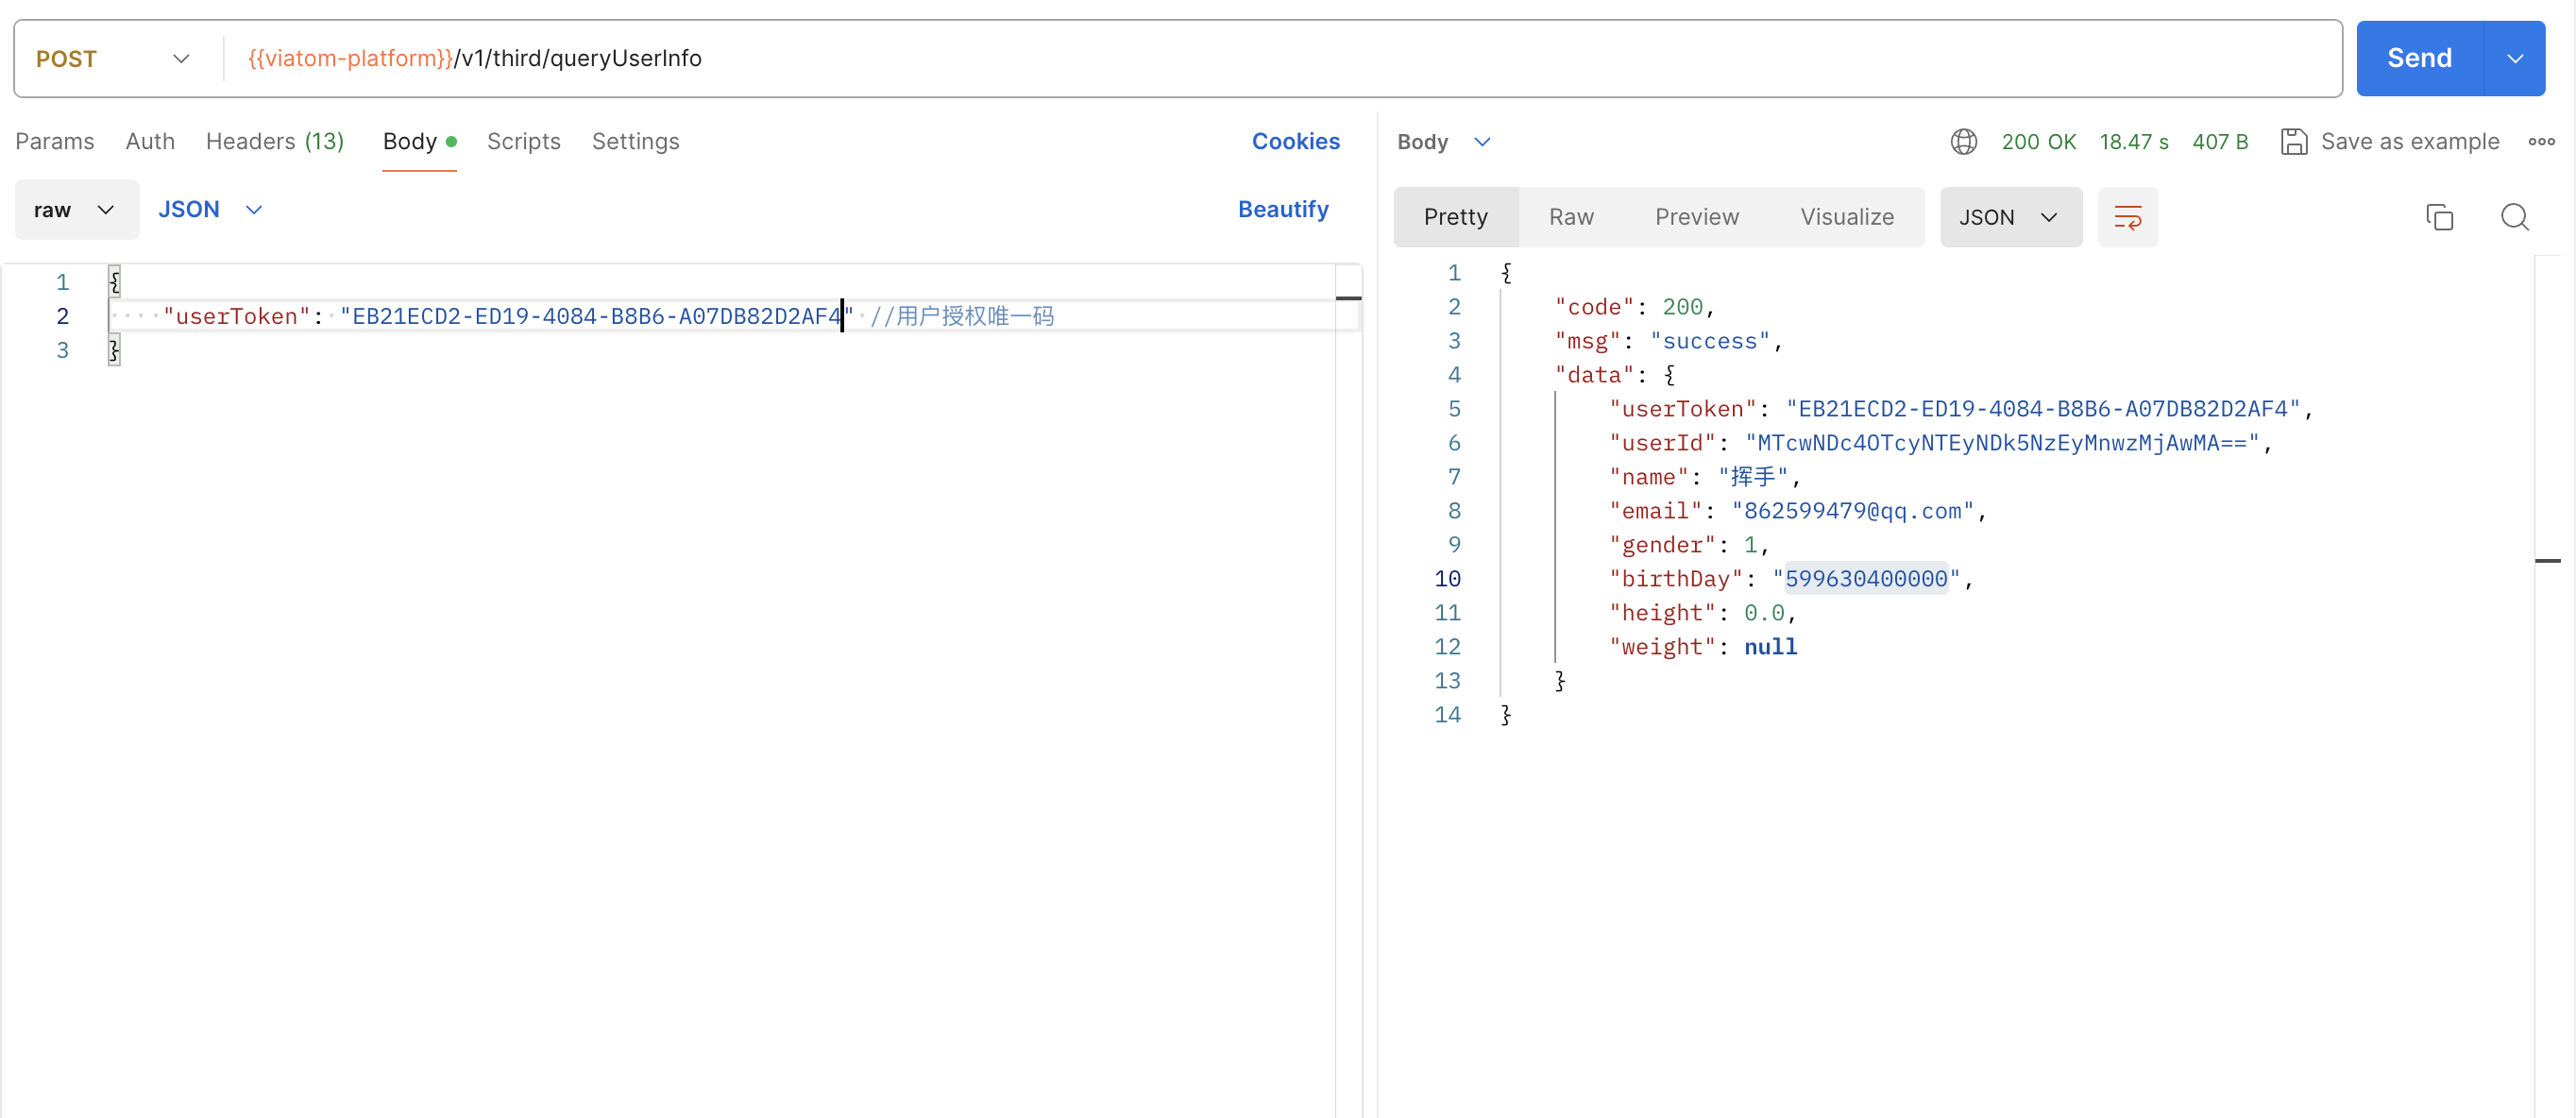 POST {{viatom-platform}}/v1/third/queryUserInfo Send
Params Auth Headers (13) Body Scripts Settings Cookies
raw JSON Beautify
1 {
2 "userToken": "EB21ECD2-ED19-4084-B8B6-A07DB82D2AF4" //用户授权唯一码
3 }
Body 200 OK 18.47 s 407 B Save as example
Pretty Raw Preview Visualize JSON
1 {
2 "code": 200,
3 "msg": "success",
4 "data": {
5 "userToken": "EB21ECD2-ED19-4084-B8B6-A07DB82D2AF4",
6 "userId": "MTcwNDc4OTcyNTEyNDk5NzEyMnwzMjAwMA==",
7 "name": "挥手",
8 "email": "862599479@qq.com",
9 "gender": 1,
10 "birthDay": "599630400000",
11 "height": 0.0,
12 "weight": null
13 }
14 }